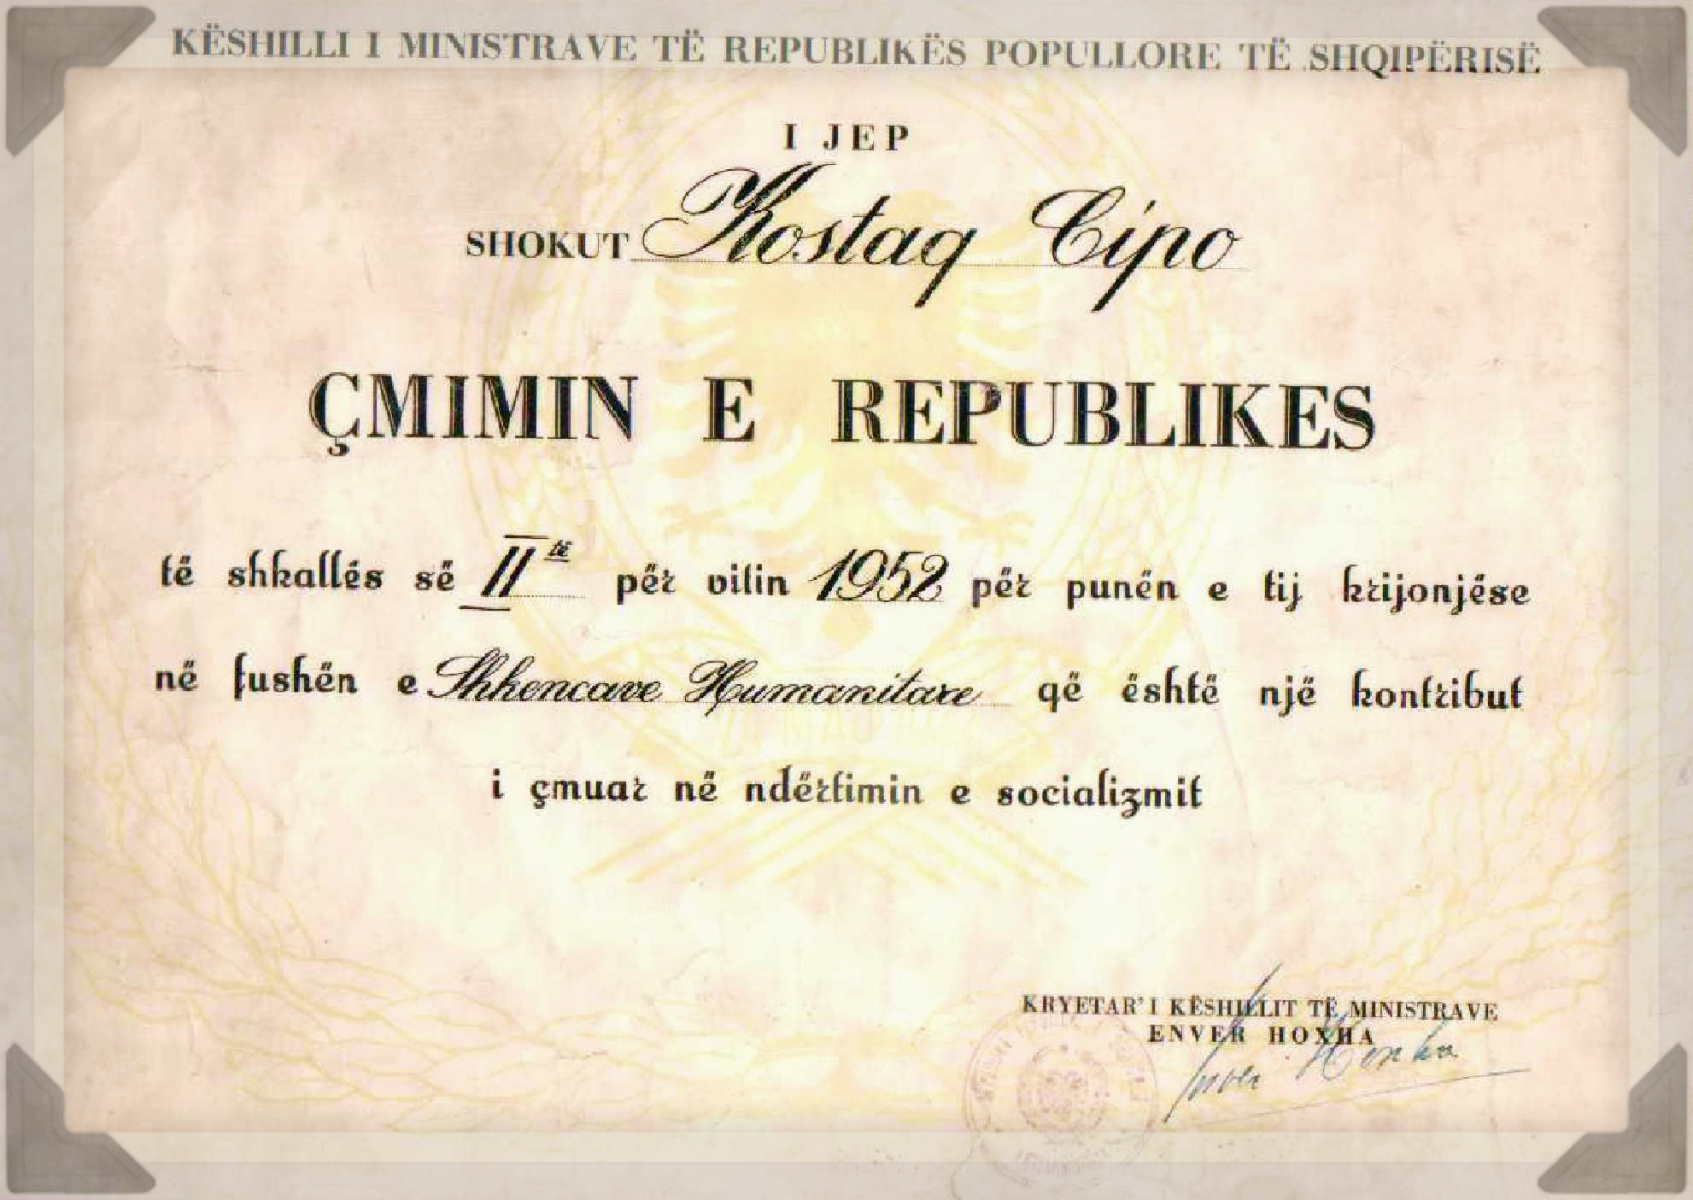 KËSHILLI I MINISTRAVE TË REPUBLIKËS POPULLORE TË SHQIPËRISË
I JEP
SHOKUT Kostaq Cipo
ÇMIMIN E REPUBLIKES
të shkallës së II të për vitin 1952 për punën e tij krijonjëse
në fushën e Shkencave Humanitare që është një kontribut
i çmuar në ndërtimin e socializmit
KRYETAR' I KËSHILLIT TË MINISTRAVE
ENVER HOXHA
Enver Hoxha